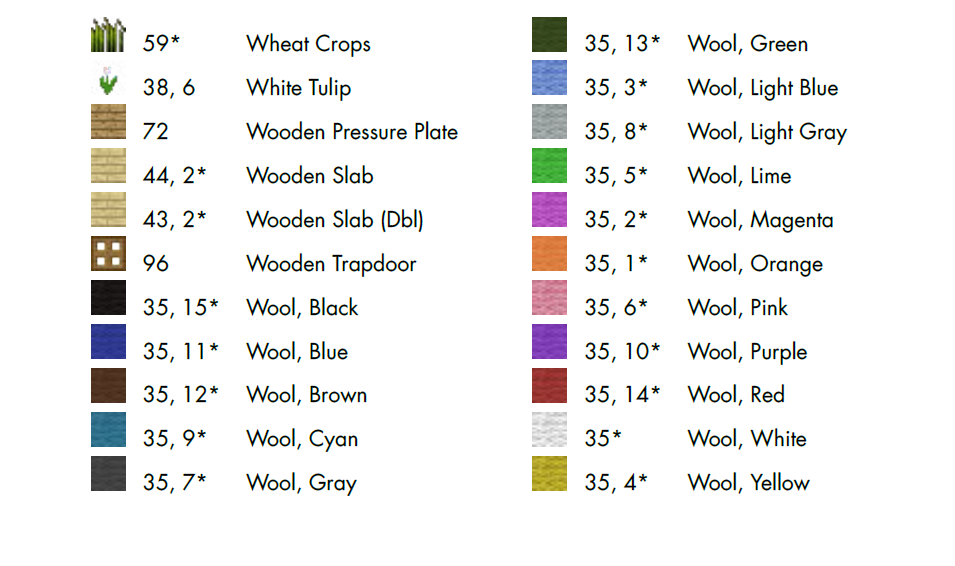 59* Wheat Crops
38, 6 White Tulip
72 Wooden Pressure Plate
44, 2* Wooden Slab
43, 2* Wooden Slab (Dbl)
96 Wooden Trapdoor
35, 15* Wool, Black
35, 11* Wool, Blue
35, 12* Wool, Brown
35, 9* Wool, Cyan
35, 7* Wool, Gray
35, 13* Wool, Green
35, 3* Wool, Light Blue
35, 8* Wool, Light Gray
35, 5* Wool, Lime
35, 2* Wool, Magenta
35, 1* Wool, Orange
35, 6* Wool, Pink
35, 10* Wool, Purple
35, 14* Wool, Red
35* Wool, White
35, 4* Wool, Yellow